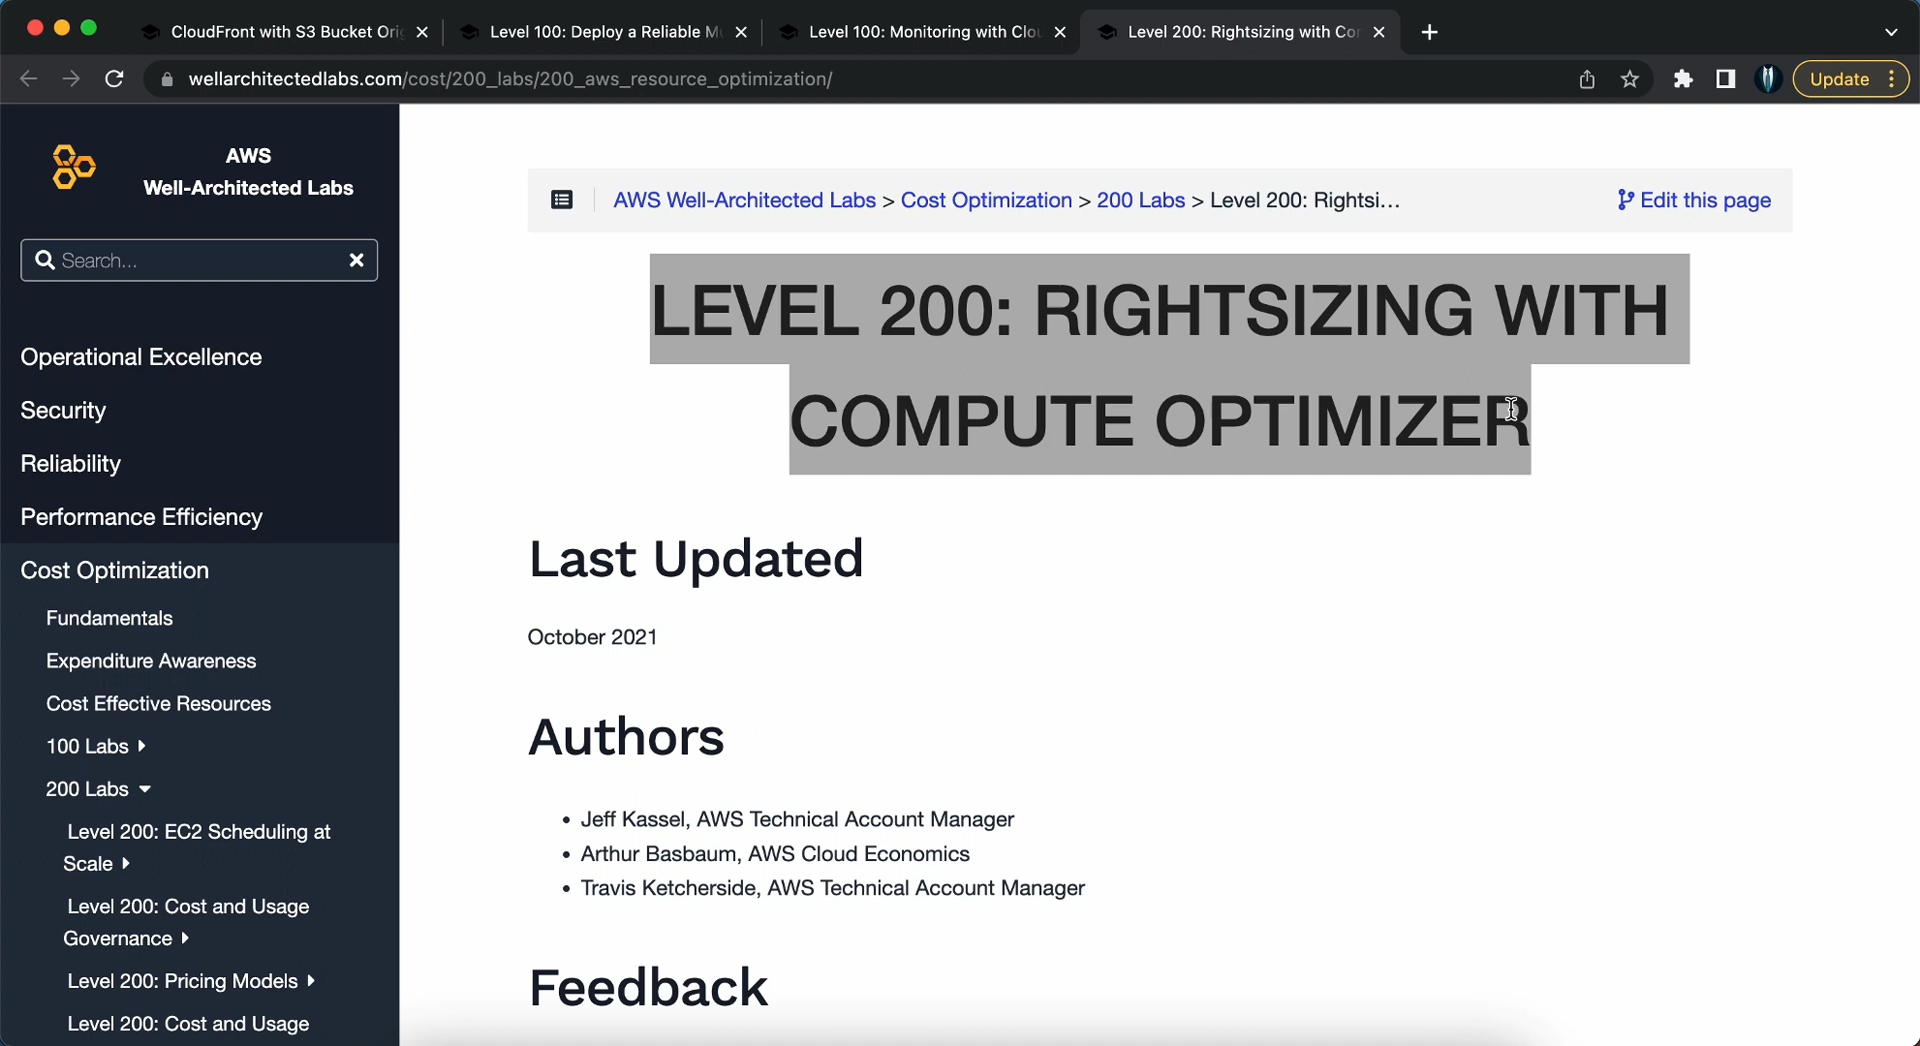 CloudFront with S3 Bucket Ori
Level 100: Deploy a Reliable M
Level 100: Monitoring with Clo
Level 200: Rightsizing with Co
wellarchitectedlabs.com/cost/200_labs/200_aws_resource_optimization/
Update
AWS
Well-Architected Labs
Search...
Operational Excellence
Security
Reliability
Performance Efficiency
Cost Optimization
Fundamentals
Expenditure Awareness
Cost Effective Resources
100 Labs
200 Labs
Level 200: EC2 Scheduling at
Scale
Level 200: Cost and Usage
Governance
Level 200: Pricing Models
Level 200: Cost and Usage
AWS Well-Architected Labs > Cost Optimization > 200 Labs > Level 200: Rightsi...
Edit this page
LEVEL 200: RIGHTSIZING WITH
COMPUTE OPTIMIZER
Last Updated
October 2021
Authors
• Jeff Kassel, AWS Technical Account Manager
• Arthur Basbaum, AWS Cloud Economics
• Travis Ketcherside, AWS Technical Account Manager
Feedback